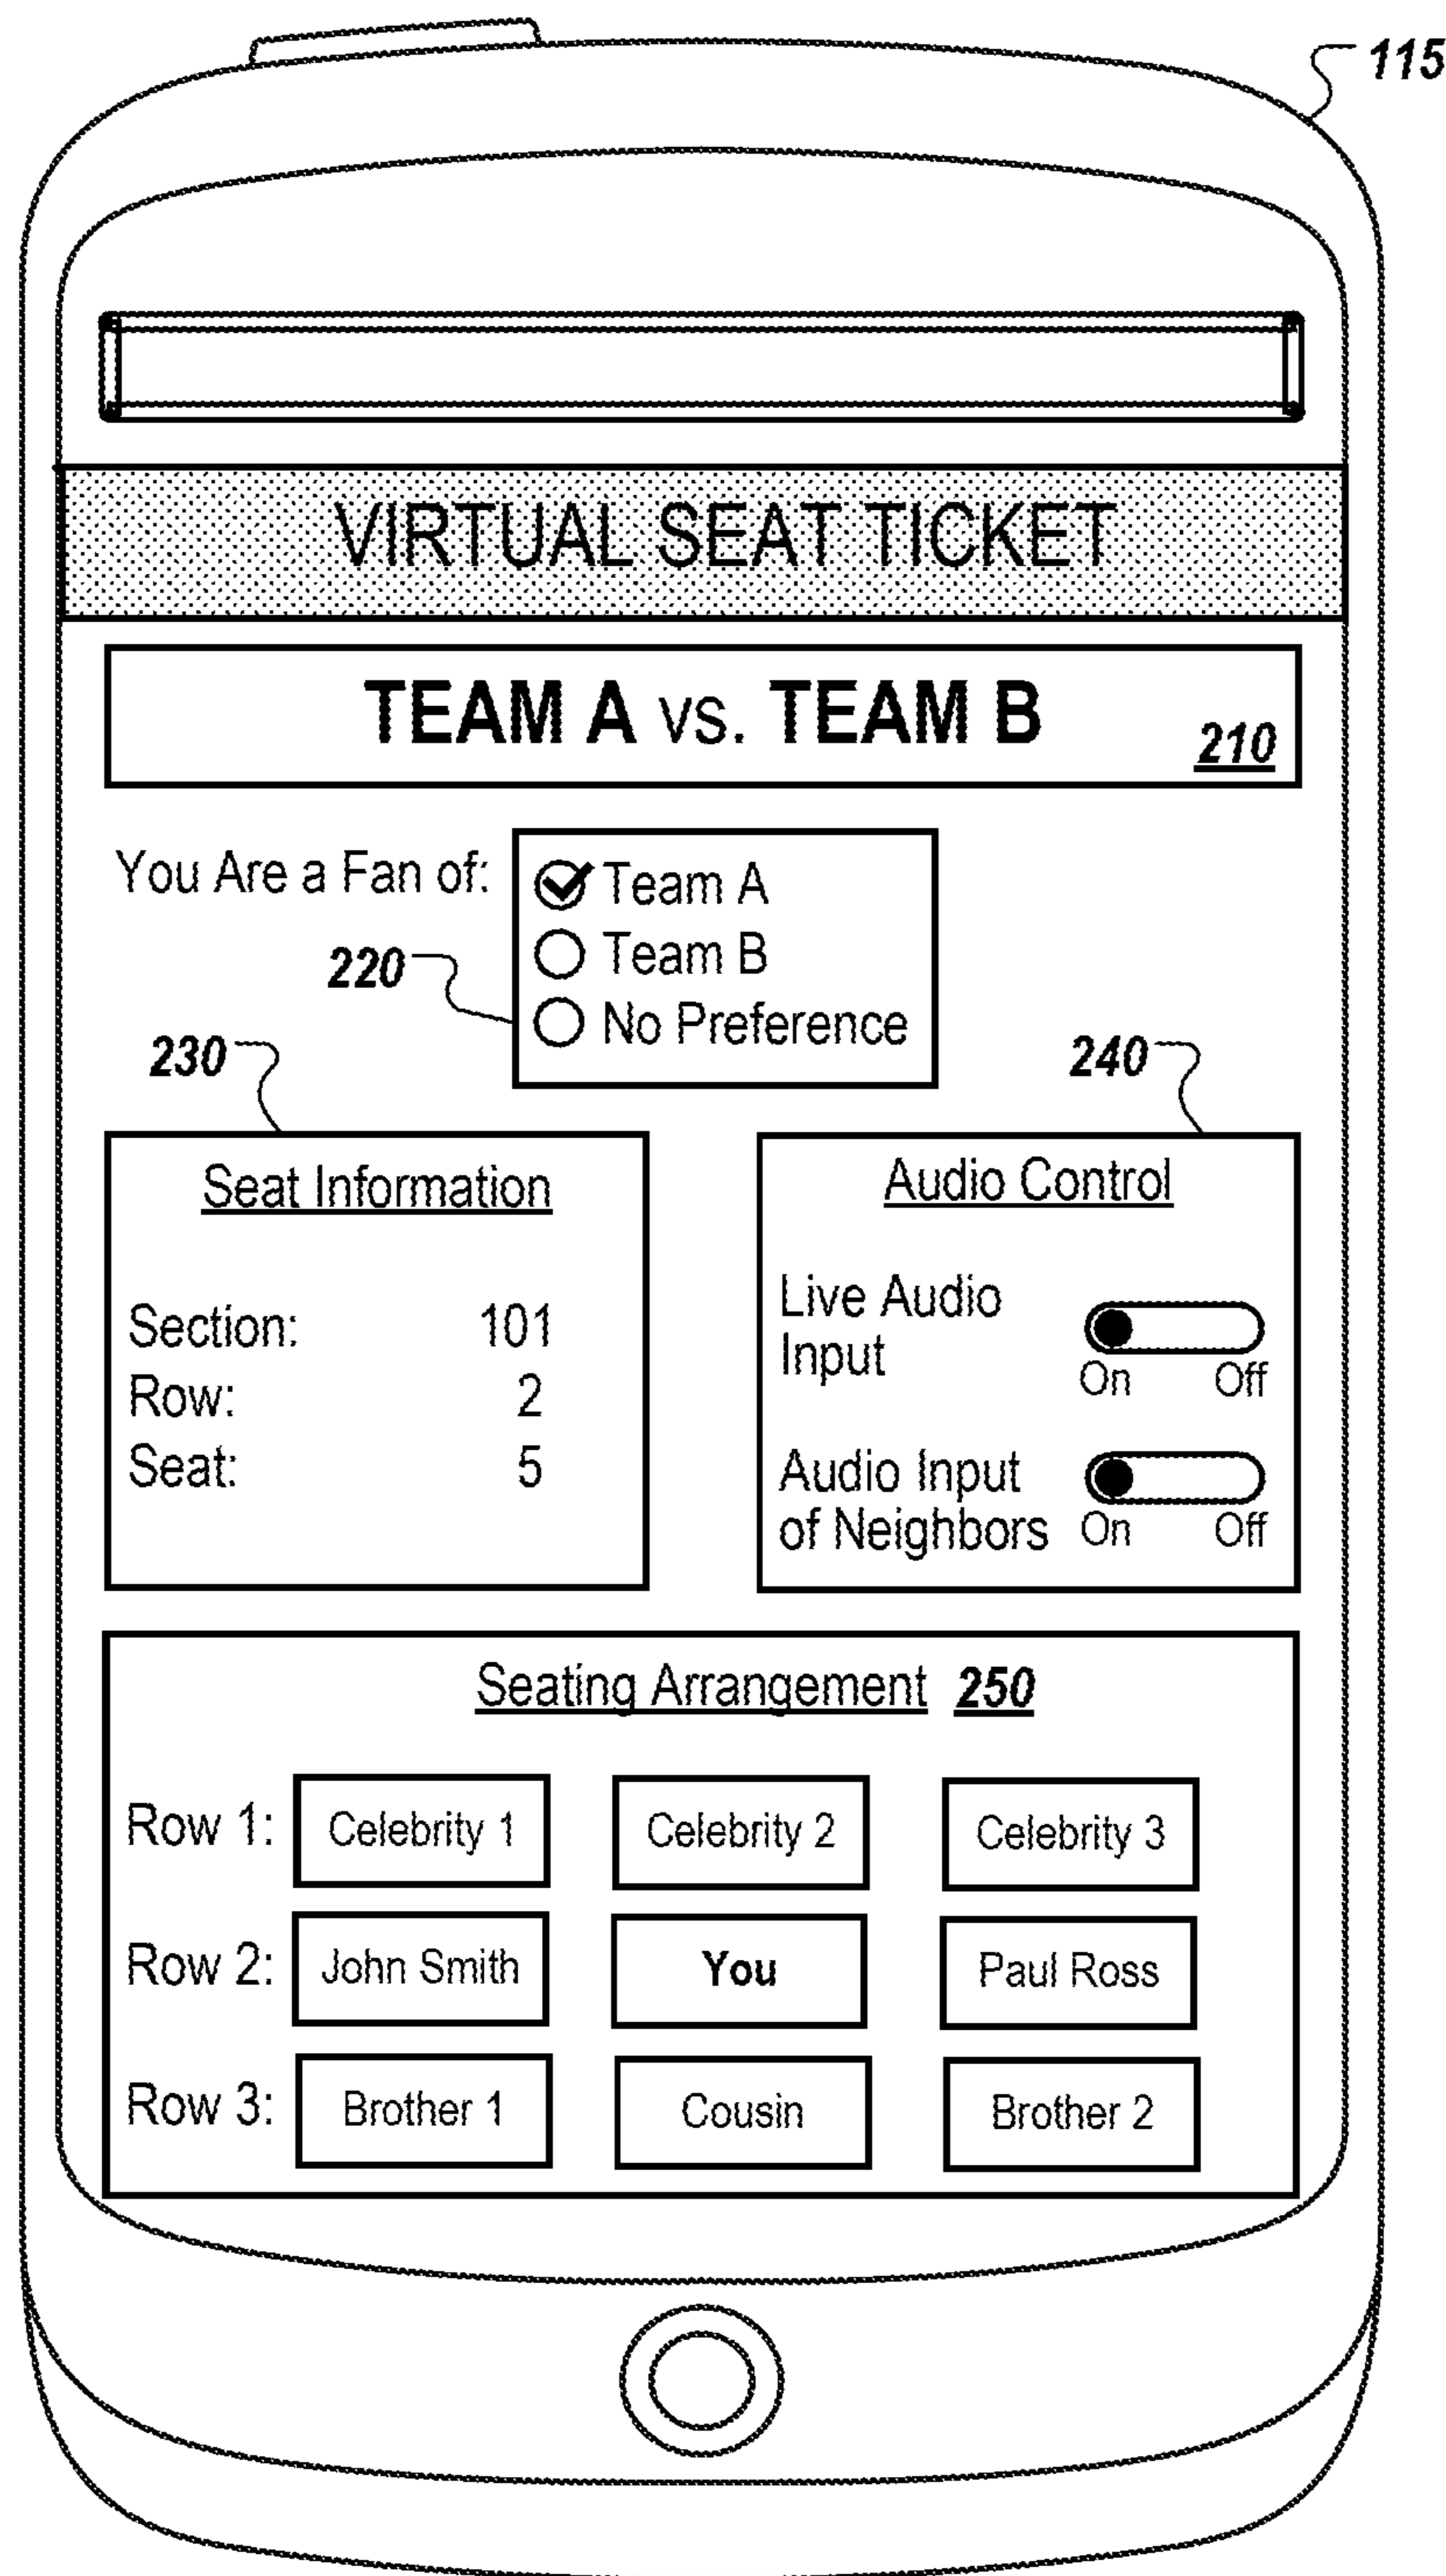 115
VIRTUAL SEAT TICKET
TEAM A vs. TEAM B
210
You Are a Fan of:
Team A
Team B
No Preference
220
230
240
Seat Information
Section: 101
Row: 2
Seat: 5
Audio Control
Live Audio
Input
On Off
Audio Input
of Neighbors
On Off
Seating Arrangement 250
Row 1: Celebrity 1 Celebrity 2 Celebrity 3
Row 2: John Smith You Paul Ross
Row 3: Brother 1 Cousin Brother 2